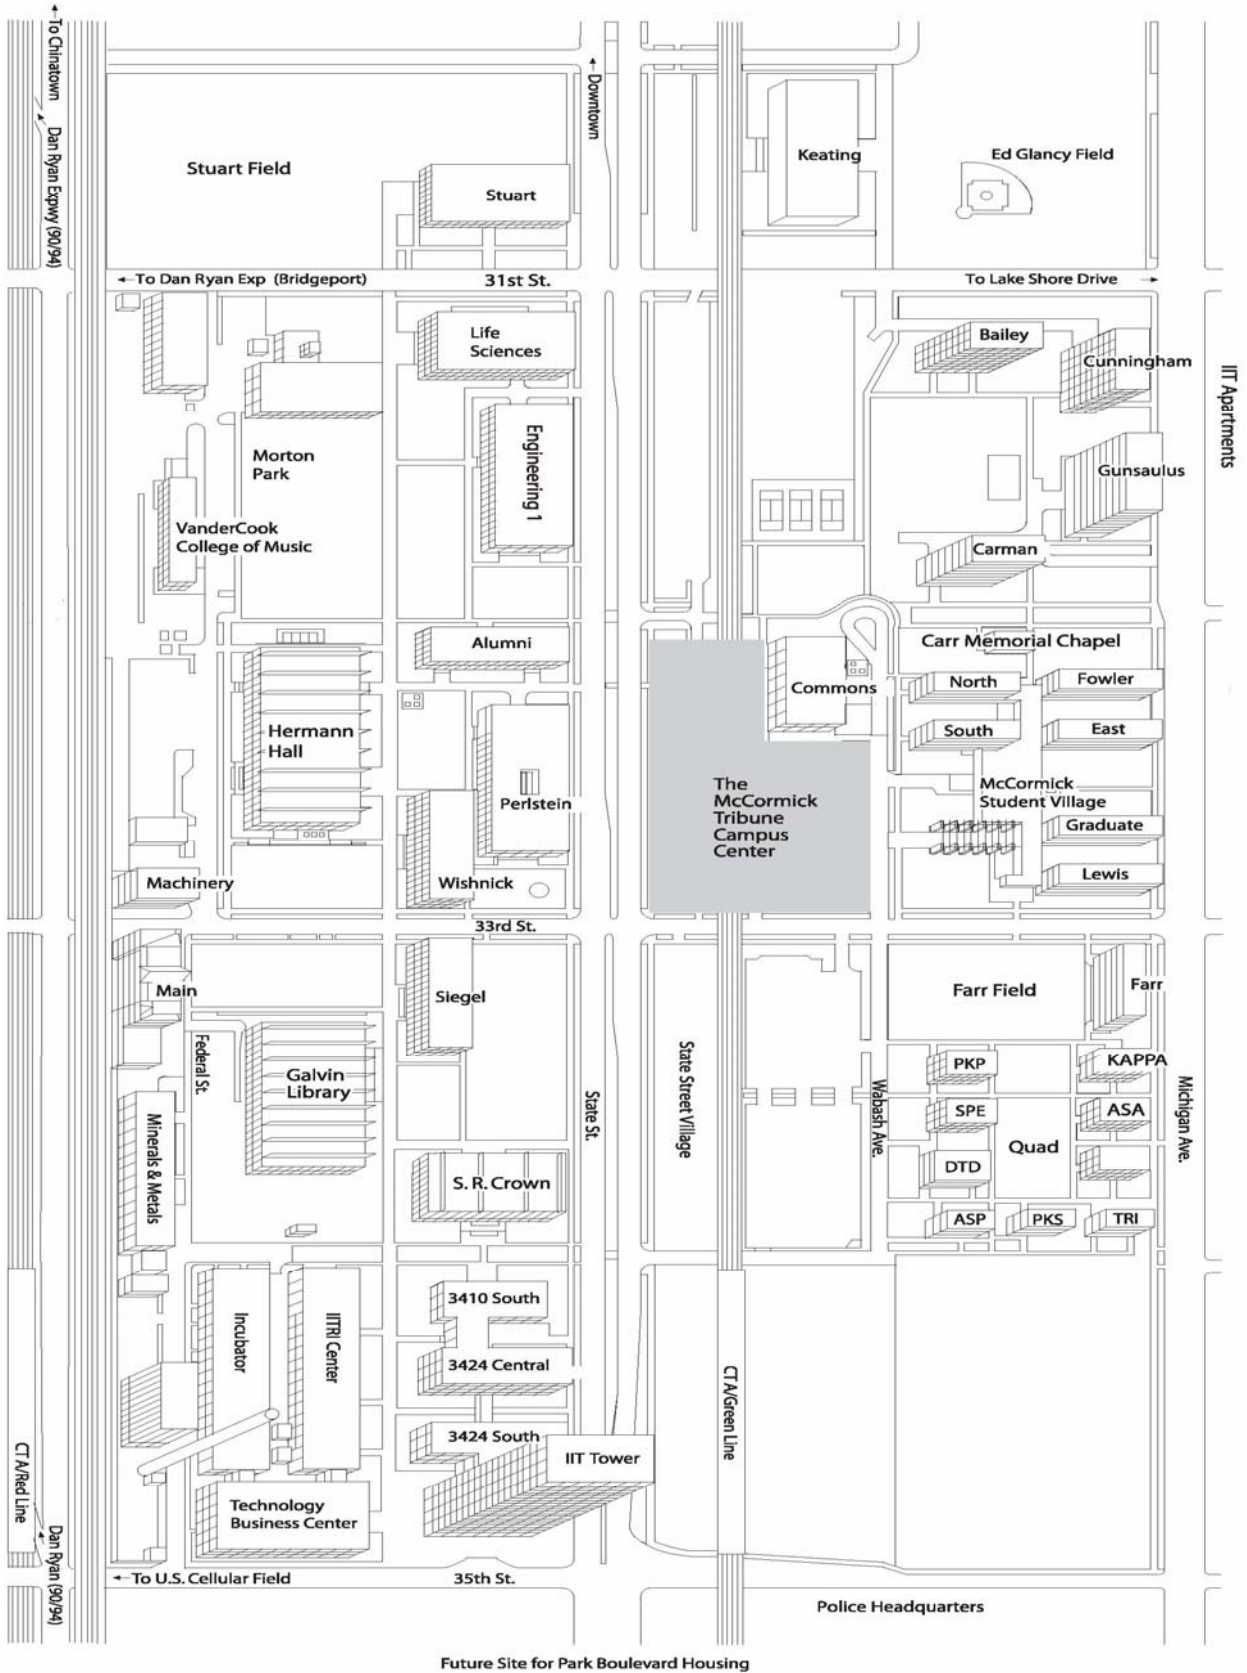 To Chinatown
Dan Ryan Expwy (90/94)
Downtown
Stuart Field
Stuart
Keating
Ed Glancy Field
To Dan Ryan Exp (Bridgeport)
31st St.
To Lake Shore Drive
Life
Sciences
Bailey
Cunningham
IIT Apartments
Engineering 1
Morton
Park
Gunsaulus
VanderCook
College of Music
Carman
Alumni
Carr Memorial Chapel
Commons
North
Fowler
Hermann
Hall
South
East
The
McCormick
Tribune
Campus
Center
McCormick
Student Village
Perlstein
Graduate
Machinery
Wishnick
Lewis
33rd St.
Main
Siegel
Farr Field
Farr
Federal St.
Galvin
Library
State St.
State Street Village
Wabash Ave.
PKP
KAPPA
SPE
ASA
Quad
Michigan Ave.
Minerals & Metals
DTD
S. R. Crown
ASP
PKS
TRI
3410 South
Incubator
IITRI Center
3424 Central
CTA/Green Line
3424 South
IIT Tower
CTA/Red Line
Technology
Business Center
Dan Ryan (90/94)
To U.S. Cellular Field
35th St.
Police Headquarters
Future Site for Park Boulevard Housing